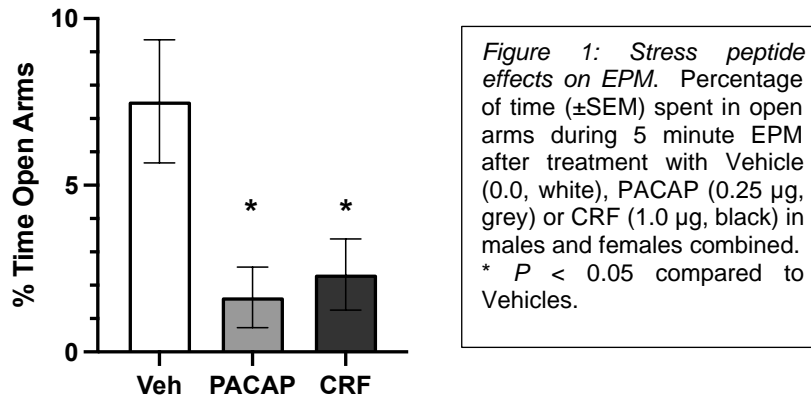 10
5
0
% Time Open Arms
*
*
Veh PACAP CRF
Figure 1: Stress peptide
effects on EPM. Percentage
of time (±SEM) spent in open
arms during 5 minute EPM
after treatment with Vehicle
(0.0, white), PACAP (0.25 µg,
grey) or CRF (1.0 µg, black) in
males and females combined.
* P < 0.05 compared to
Vehicles.